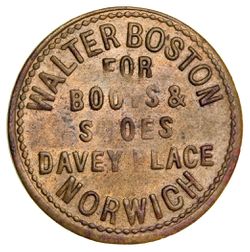 WALTER BOSTON
FOR
BOOTS &
SHOES
DAVEY PLACE
NORWICH